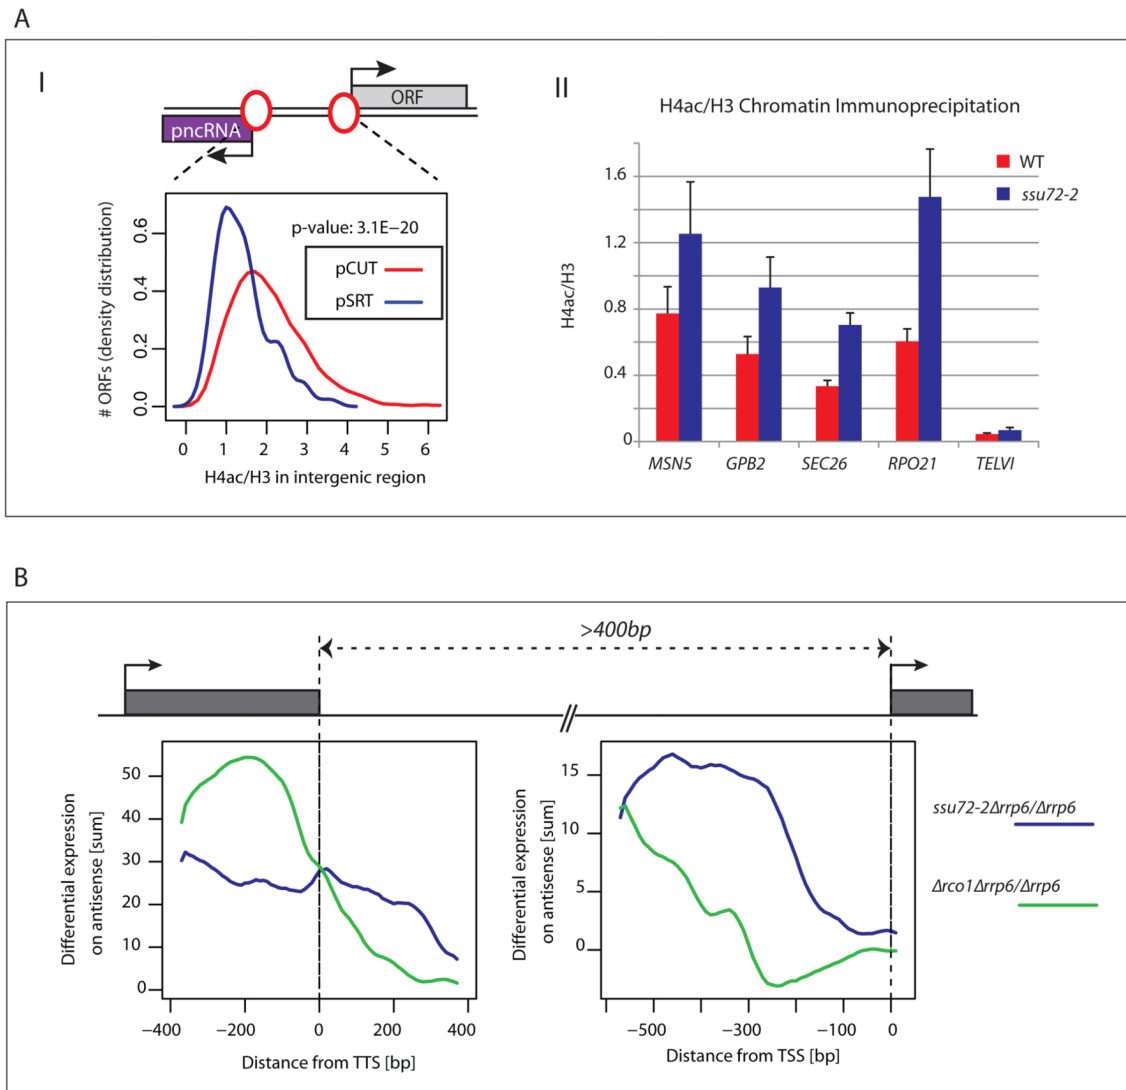 A
I
ORF
pncRNA
p-value: 3.1E−20
pCUT
pSRT
# ORFs (density distribution)
0.6
0.4
0.2
0.0
0 1 2 3 4 5 6
H4ac/H3 in intergenic region
II
H4ac/H3 Chromatin Immunoprecipitation
WT
ssu72-2
H4ac/H3
1.6
1.2
0.8
0.4
0
MSN5 GPB2 SEC26 RPO21 TELVI
B
>400bp
Differential expression
on antisense [sum]
50
40
30
20
10
0
−400 −200 0 200 400
Distance from TTS [bp]
Differential expression
on antisense [sum]
15
10
5
0
−500 −300 −100 0
Distance from TSS [bp]
ssu72-2Δrrp6/Δrrp6
Δrco1Δrrp6/Δrrp6